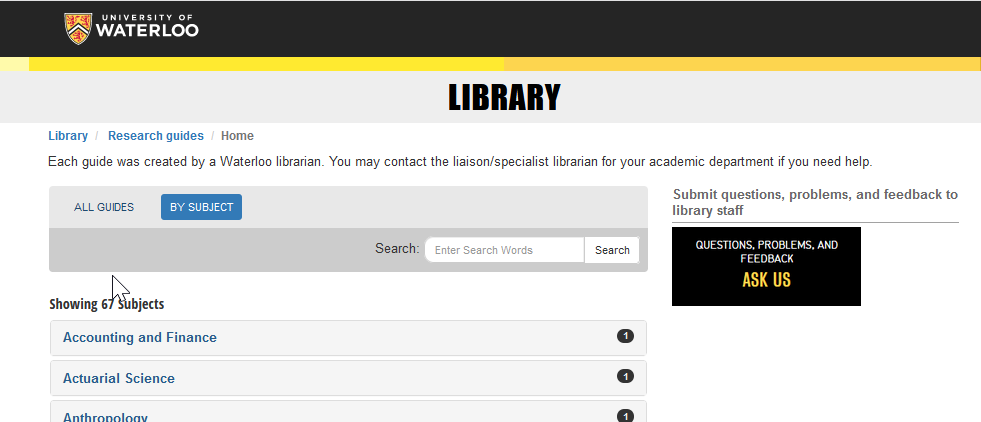 UNIVERSITY OF
WATERLOO
LIBRARY
Library / Research guides / Home
Each guide was created by a Waterloo librarian. You may contact the liaison/specialist librarian for your academic department if you need help.
ALL GUIDES BY SUBJECT
Search: Enter Search Words Search
Showing 67 Subjects
Accounting and Finance 1
Actuarial Science 1
Anthropology 1
Submit questions, problems, and feedback to
library staff
QUESTIONS, PROBLEMS, AND
FEEDBACK
ASK US